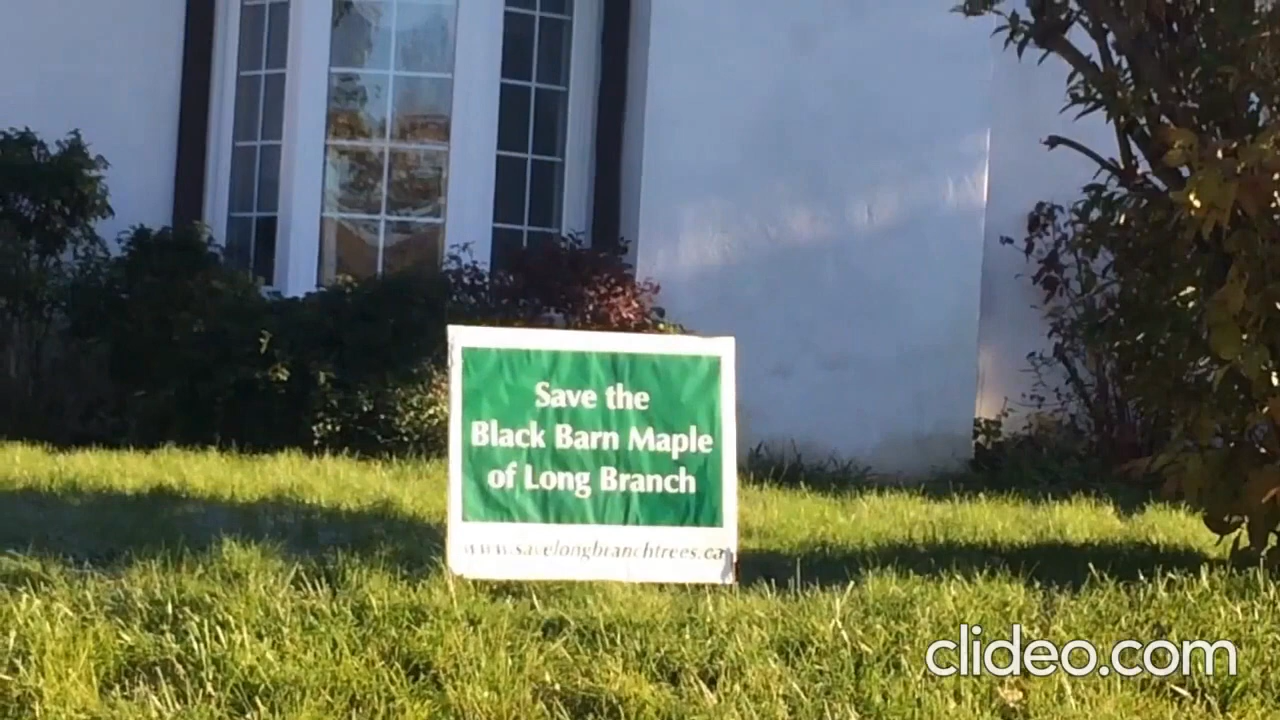 Save the
Black Barn Maple
of Long Branch
www.savelongbranchtrees.ca
clideo.com